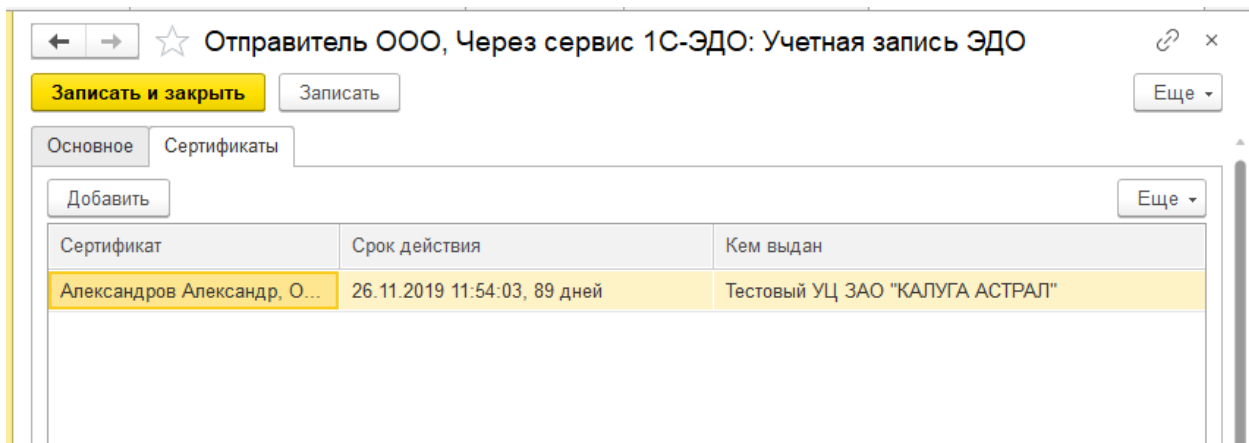 Отправитель ООО, Через сервис 1С-ЭДО: Учетная запись ЭДО
Записать и закрыть Записать Еще
Основное Сертификаты
Добавить Еще
Сертификат Срок действия Кем выдан
Александров Александр, О... 26.11.2019 11:54:03, 89 дней Тестовый УЦ ЗАО "КАЛУГА АСТРАЛ"